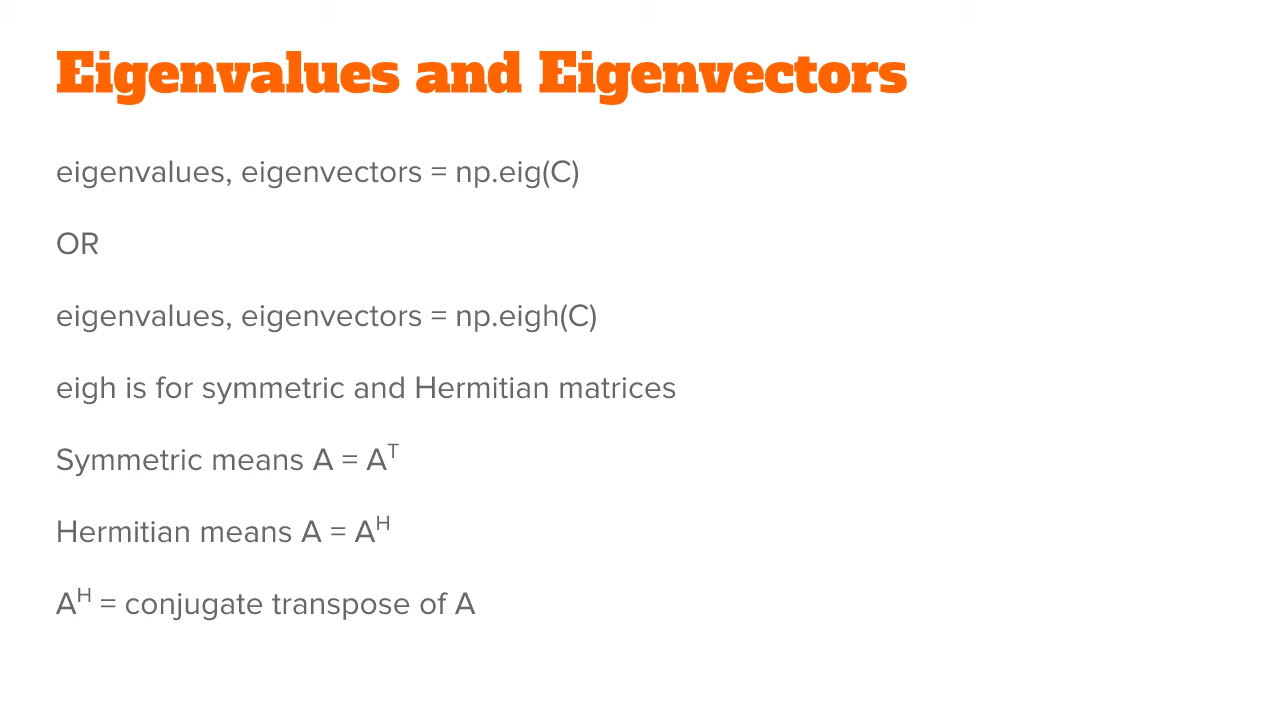 Eigenvalues and Eigenvectors
eigenvalues, eigenvectors = np.eig(C)
OR
eigenvalues, eigenvectors = np.eigh(C)
eigh is for symmetric and Hermitian matrices
Symmetric means A = Aᵀ
Hermitian means A = Aᴴ
Aᴴ = conjugate transpose of A